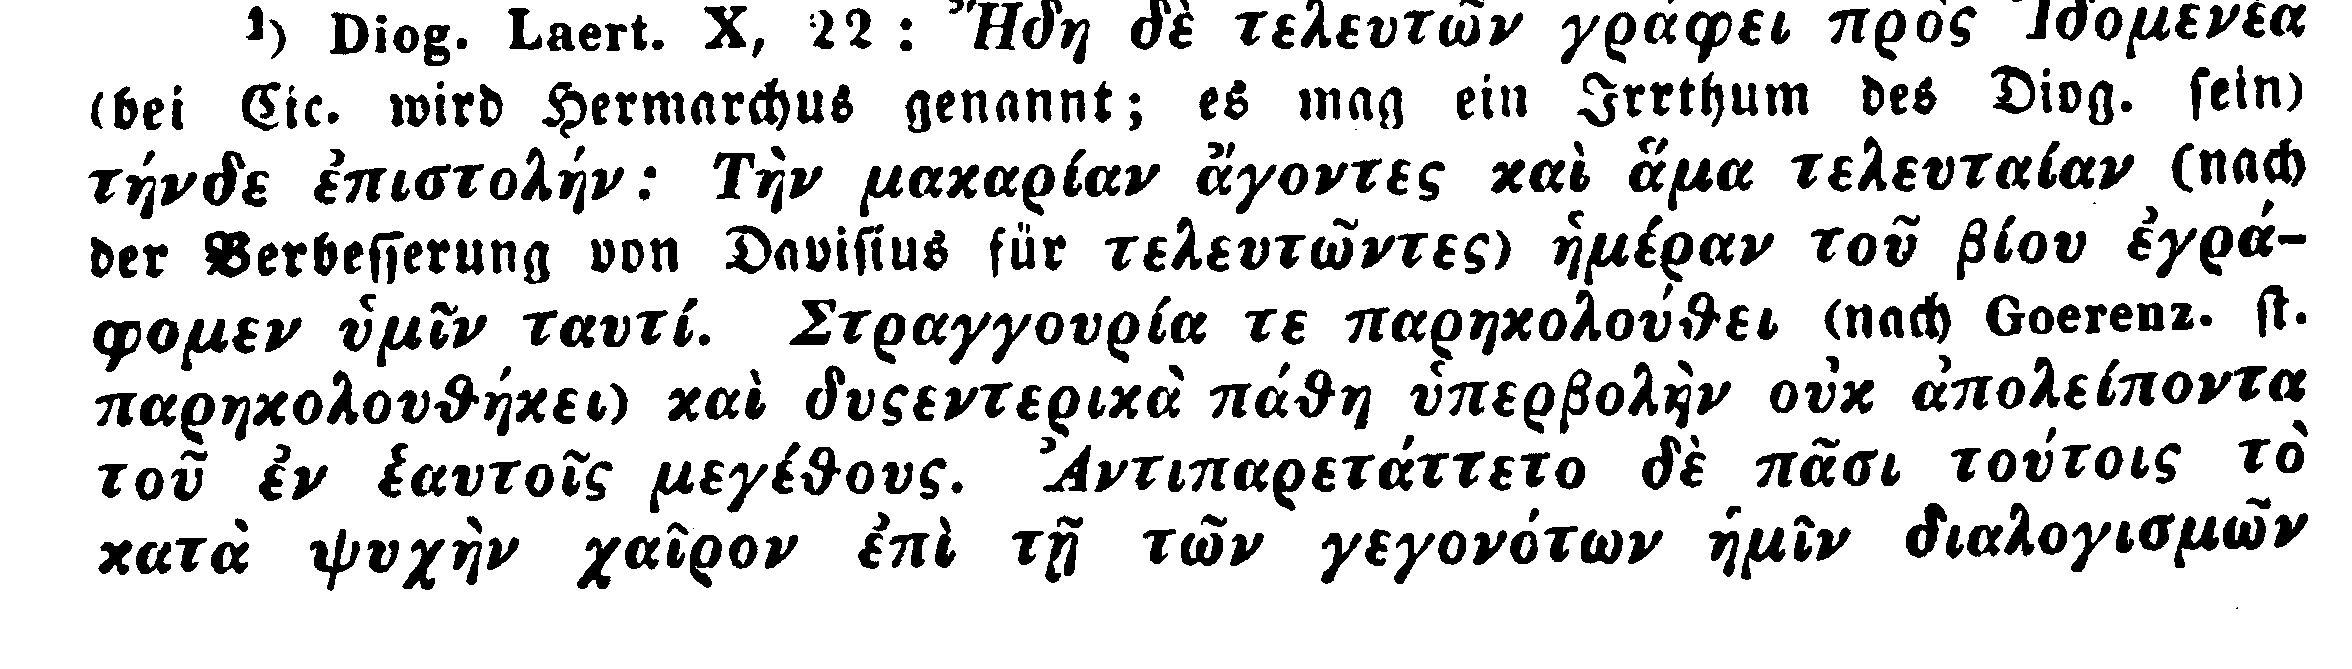 ¹) Diog. Laert. X, 22: Ἤδη δὲ τελευτῶν γράφει πρὸς Ἰδομενέα
(bei Cic. wird Hermarchus genannt; es mag ein Irrthum des Diog. sein)
τήνδε ἐπιστολήν: Τὴν μακαρίαν ἄγοντες καὶ ἅμα τελευταίαν (nach
der Verbesserung von Davisius für τελευτῶντες) ἡμέραν τοῦ βίου ἐγρά-
φομεν ὑμῖν ταυτί. Στραγγουρία τε παρηκολούθει (nach Goerenz. st.
παρηκολουθήκει) καὶ δυςεντερικὰ πάθη ὑπερβολὴν οὐκ ἀπολείποντα
τοῦ ἐν ἑαυτοῖς μεγέθους. Ἀντιπαρετάττετο δὲ πᾶσι τούτοις τὸ
κατὰ ψυχὴν χαῖρον ἐπὶ τῇ τῶν γεγονότων ἡμῖν διαλογισμῶν